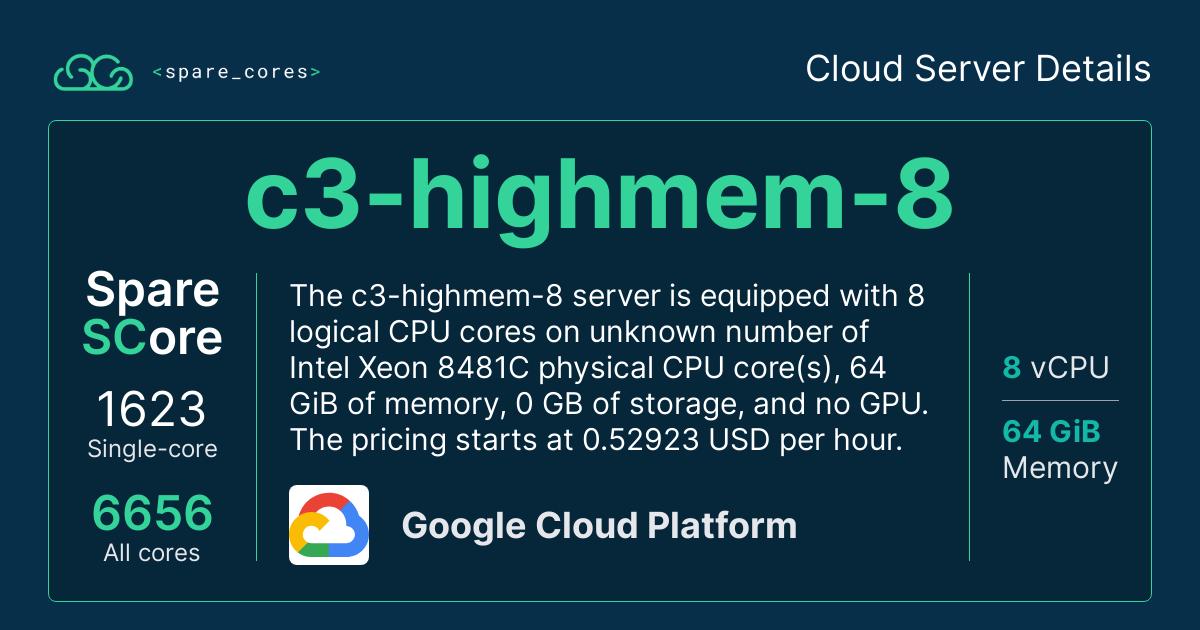 <spare_cores>
Cloud Server Details
c3-highmem-8
Spare
SCore
1623
Single-core
6656
All cores
The c3-highmem-8 server is equipped with 8
logical CPU cores on unknown number of
Intel Xeon 8481C physical CPU core(s), 64
GiB of memory, 0 GB of storage, and no GPU.
The pricing starts at 0.52923 USD per hour.
Google Cloud Platform
8 vCPU
64 GiB
Memory